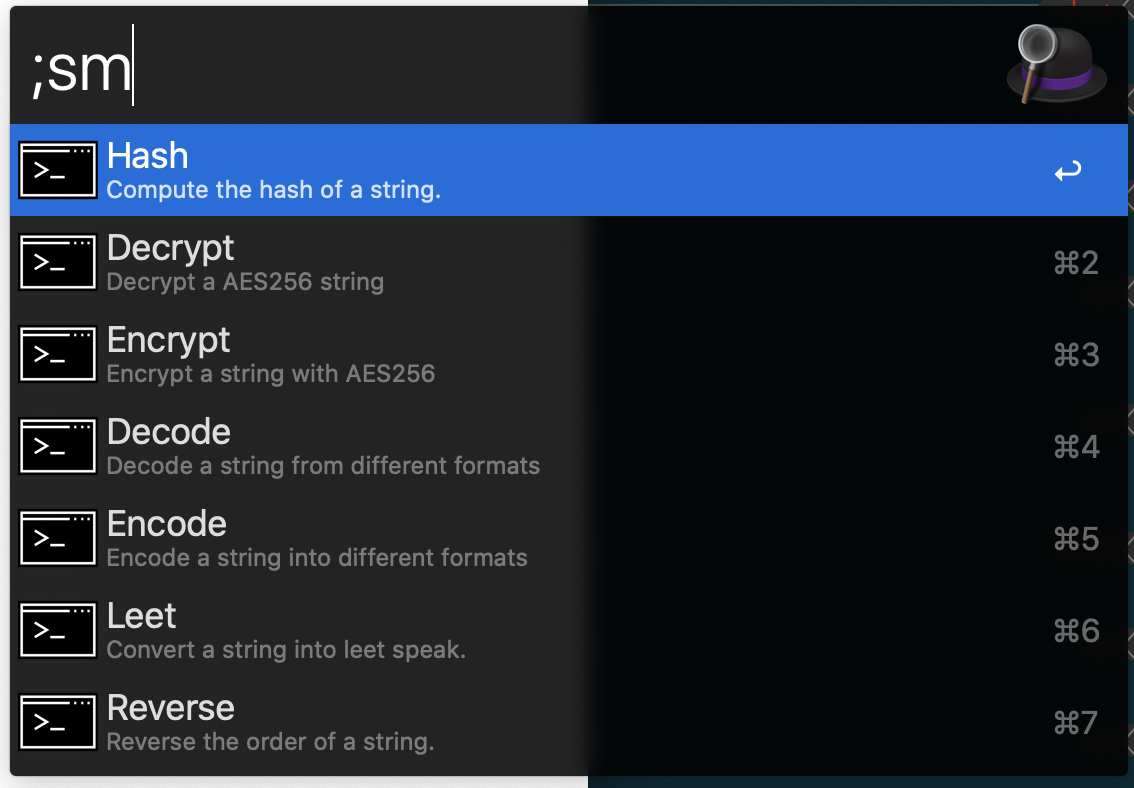 ;sm
Hash
Compute the hash of a string.
Decrypt
Decrypt a AES256 string
⌘2
Encrypt
Encrypt a string with AES256
⌘3
Decode
Decode a string from different formats
⌘4
Encode
Encode a string into different formats
⌘5
Leet
Convert a string into leet speak.
⌘6
Reverse
Reverse the order of a string.
⌘7